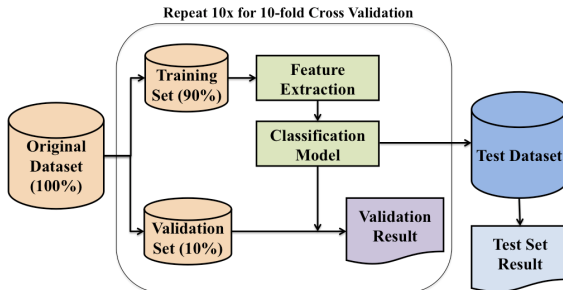 Repeat 10x for 10-fold Cross Validation
Training
Set (90%)
Feature
Extraction
Original
Dataset
(100%)
Classification
Model
Test Dataset
Validation
Set (10%)
Validation
Result
Test Set
Result